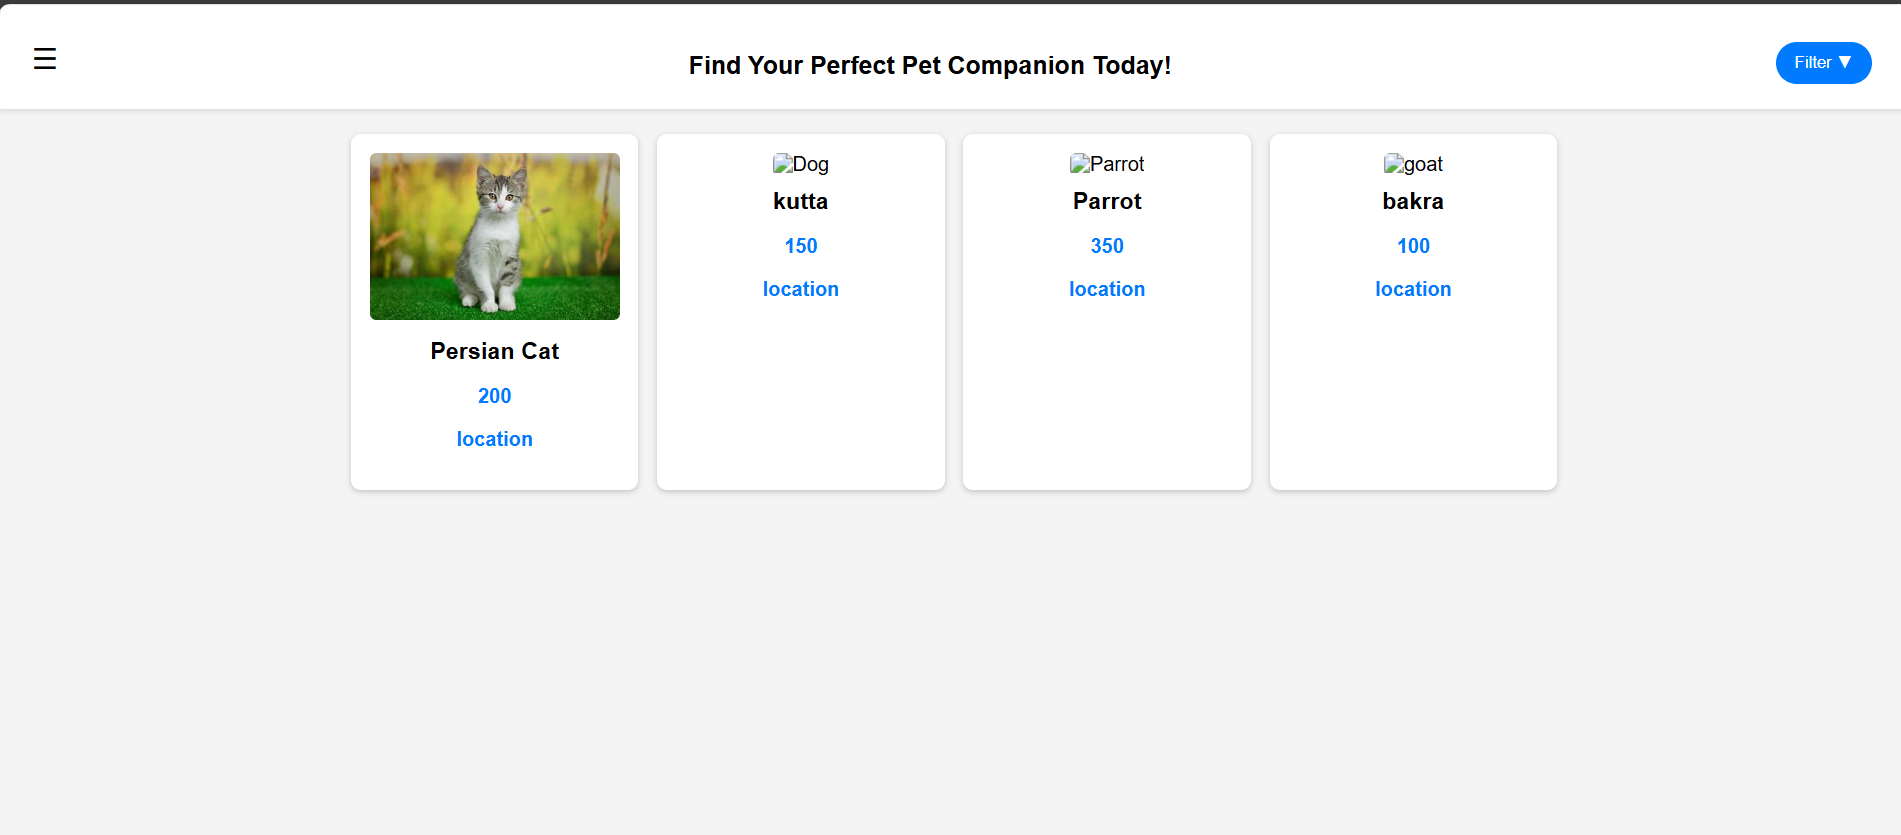 ☰
Find Your Perfect Pet Companion Today!
Filter ▼
Persian Cat
200
location
Dog
kutta
150
location
Parrot
Parrot
350
location
goat
bakra
100
location